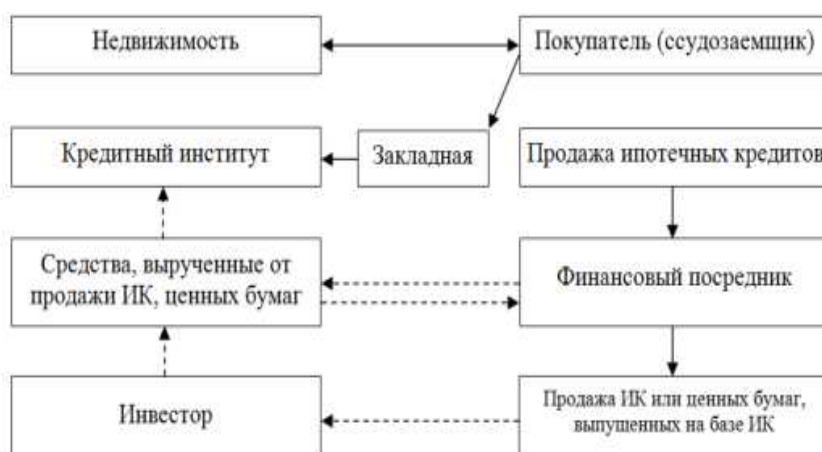 Недвижимость
Покупатель (ссудозаемщик)
Кредитный институт
Закладная
Продажа ипотечных кредитов
Средства, вырученные от
продажи ИК, ценных бумаг
Финансовый посредник
Инвестор
Продажа ИК или ценных бумаг,
выпушенных на базе ИК